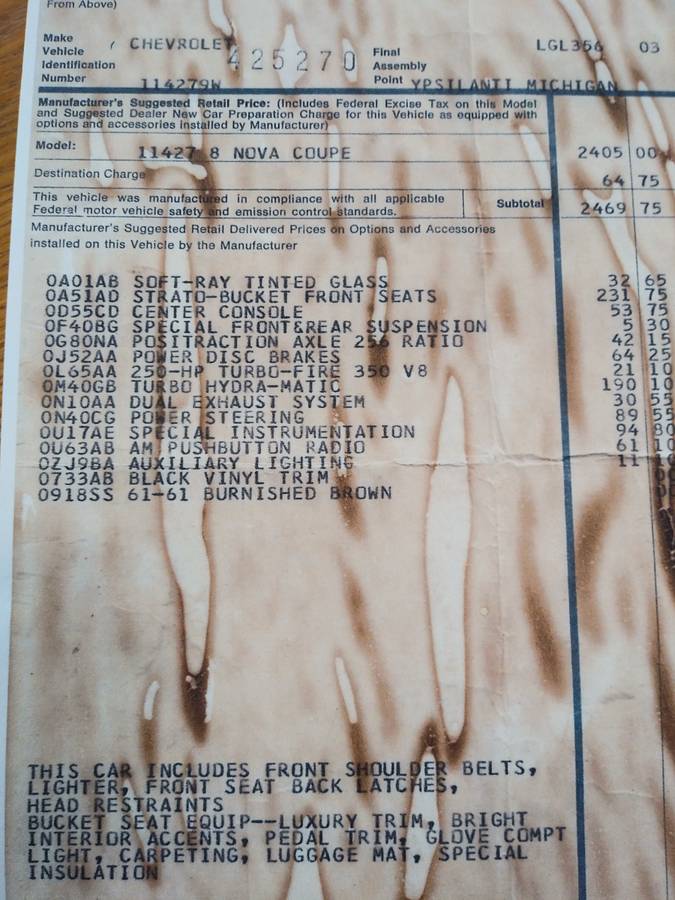 From Above)
Make
Vehicle
Identification
Number
CHEVROLET
425270
114279W
Final
Assembly
Point YPSILANTI MICHIGAN
LGL356 03
Manufacturer's Suggested Retail Price: (Includes Federal Excise Tax on this Model
and Suggested Dealer New Car Preparation Charge for this Vehicle as equipped with
options and accessories installed by Manufacturer)
Model: 11427 8 NOVA COUPE 2405 00
Destination Charge 64 75
This vehicle was manufactured in compliance with all applicable
Federal motor vehicle safety and emission control standards.
Subtotal 2469 75
Manufacturer's Suggested Retail Delivered Prices on Options and Accessories
installed on this Vehicle by the Manufacturer
0A01AB SOFT-RAY TINTED GLASS 32 65
0A51AD STRATO-BUCKET FRONT SEATS 231 75
0D55CD CENTER CONSOLE 53 75
0F40BG SPECIAL FRONT&REAR SUSPENSION 5 30
0G80NA POSITRACTION AXLE 256 RATIO 42 15
0J52AA POWER DISC BRAKES 64 25
0L65AA 250-HP TURBO-FIRE 350 V8 21 10
0M40GB TURBO HYDRA-MATIC 190 10
0N10AA DUAL EXHAUST SYSTEM 30 55
0N40CG POWER STEERING 89 55
0U17AE SPECIAL INSTRUMENTATION 94 80
0U63AB AM PUSHBUTTON RADIO 61 10
0ZJ9BA AUXILIARY LIGHTING 11 10
0733AB BLACK VINYL TRIM
0918SS 61-61 BURNISHED BROWN
THIS CAR INCLUDES FRONT SHOULDER BELTS,
LIGHTER, FRONT SEAT BACK LATCHES,
HEAD RESTRAINTS
BUCKET SEAT EQUIP--LUXURY TRIM, BRIGHT
INTERIOR ACCENTS, PEDAL TRIM, GLOVE COMPT
LIGHT, CARPETING, LUGGAGE MAT, SPECIAL
INSULATION